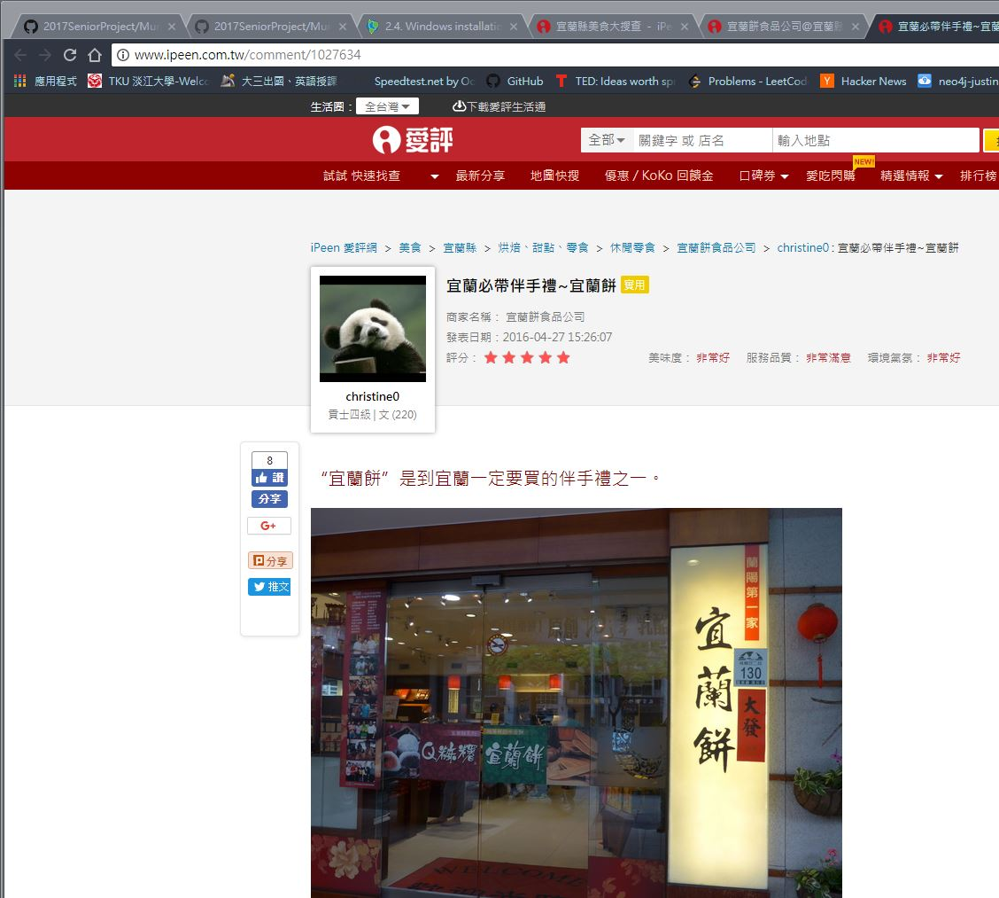 2017SeniorProject/Mur
2017SeniorProject/Mur
2.4. Windows installatio
宜蘭縣美食大搜查 - iPe
宜蘭餅食品公司@宜蘭縣
宜蘭必帶伴手禮~宜蘭
www.ipeen.com.tw/comment/1027634
應用程式
TKU 淡江大學-Welco
大三出國、英語授課
Speedtest.net by Oo
GitHub
TED: Ideas worth spr
Problems - LeetCode
Hacker News
neo4j-justin
生活圈：
全台灣
下載愛評生活通
愛評
全部
關鍵字 或 店名
輸入地點
試試 快速找查
最新分享
地圖快搜
優惠 / KoKo 回饋金
口碑券
愛吃閃購
NEW!
精選情報
排行榜
iPeen 愛評網 > 美食 > 宜蘭縣 > 烘焙、甜點、零食 > 休閒零食 > 宜蘭餅食品公司 > christine0 : 宜蘭必帶伴手禮~宜蘭餅
宜蘭必帶伴手禮~宜蘭餅 實用
商家名稱： 宜蘭餅食品公司
發表日期：2016-04-27 15:26:07
評分：
美味度： 非常好
服務品質： 非常滿意
環境氣氛： 非常好
christine0
貢士四級 | 文 (220)
8
讚
分享
G+
分享
推文
“宜蘭餅” 是到宜蘭一定要買的伴手禮之一。
蘭陽第一家
宜蘭餅
130
大發
Q麻糬
宜蘭餅
WELCOME